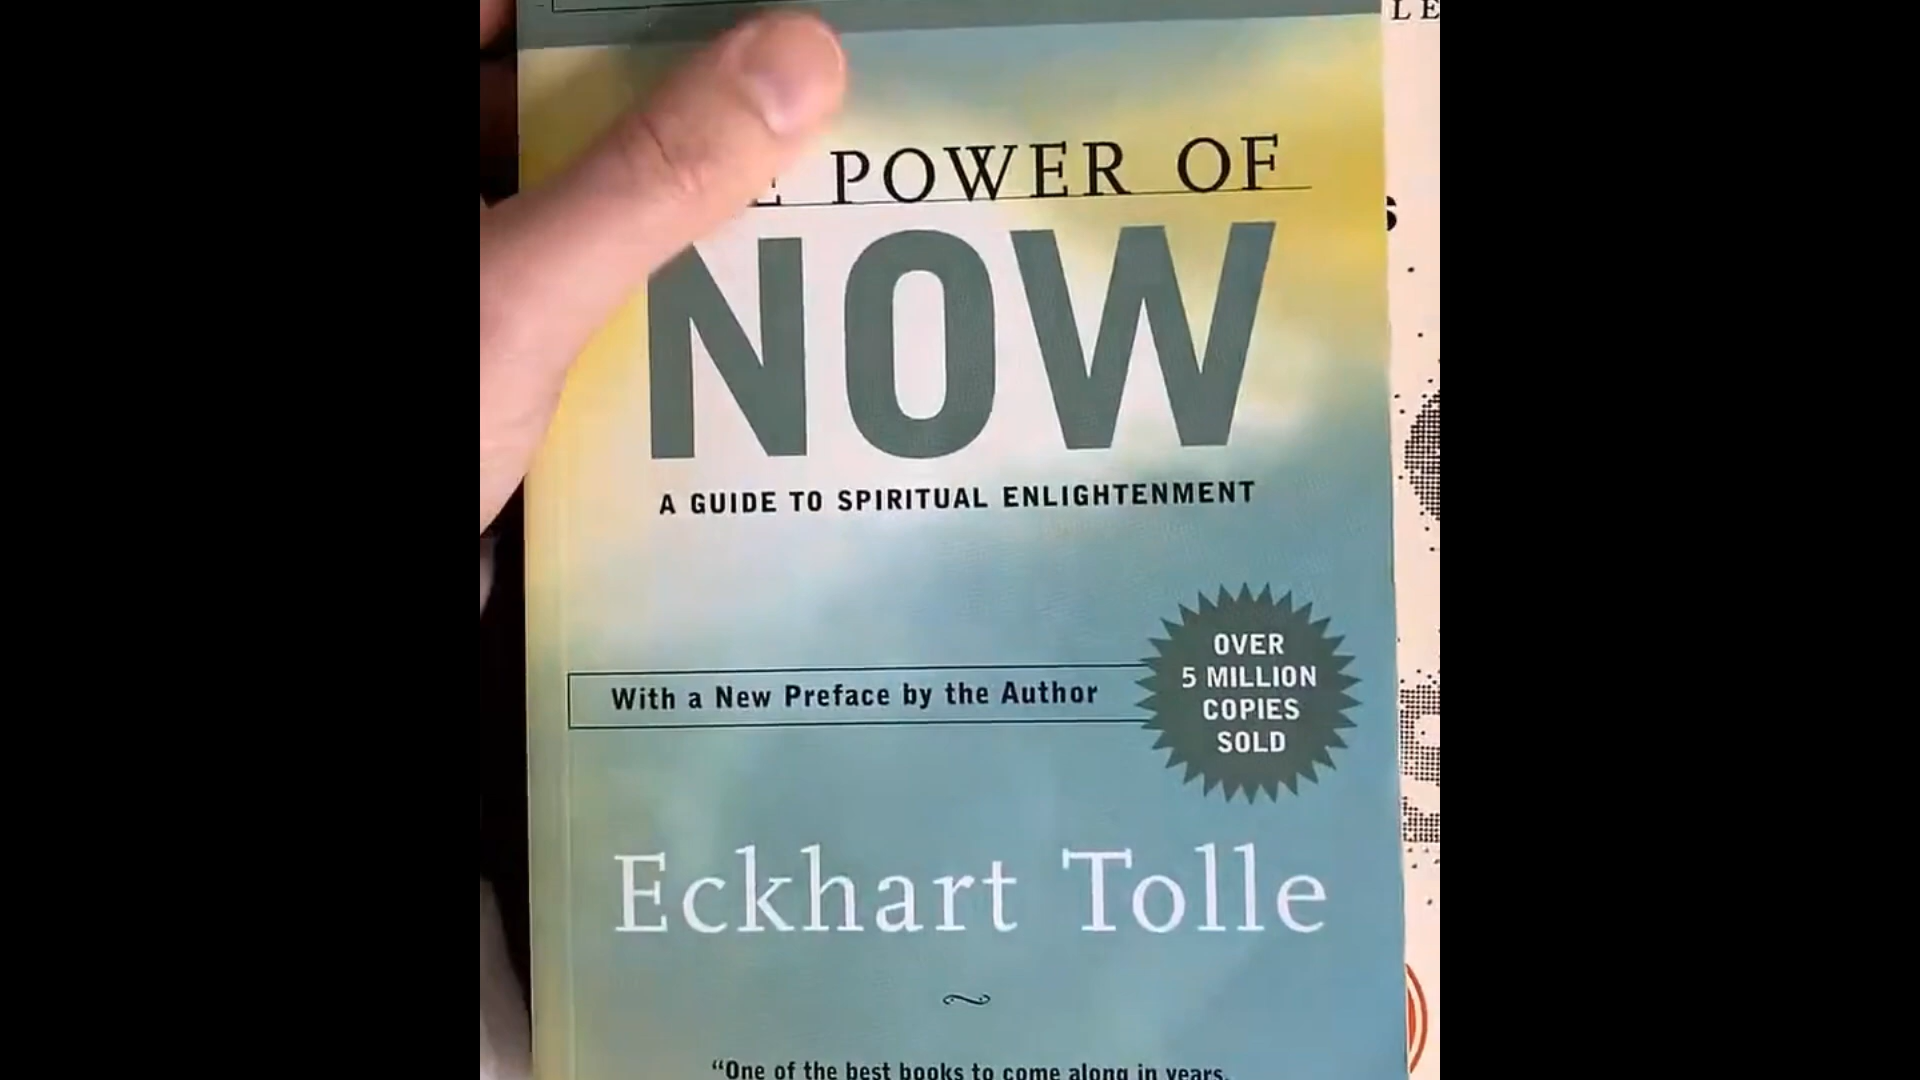 LE
POWER OF
NOW
A GUIDE TO SPIRITUAL ENLIGHTENMENT
With a New Preface by the Author
OVER
5 MILLION
COPIES
SOLD
Eckhart Tolle
“One of the best books to come along in years.